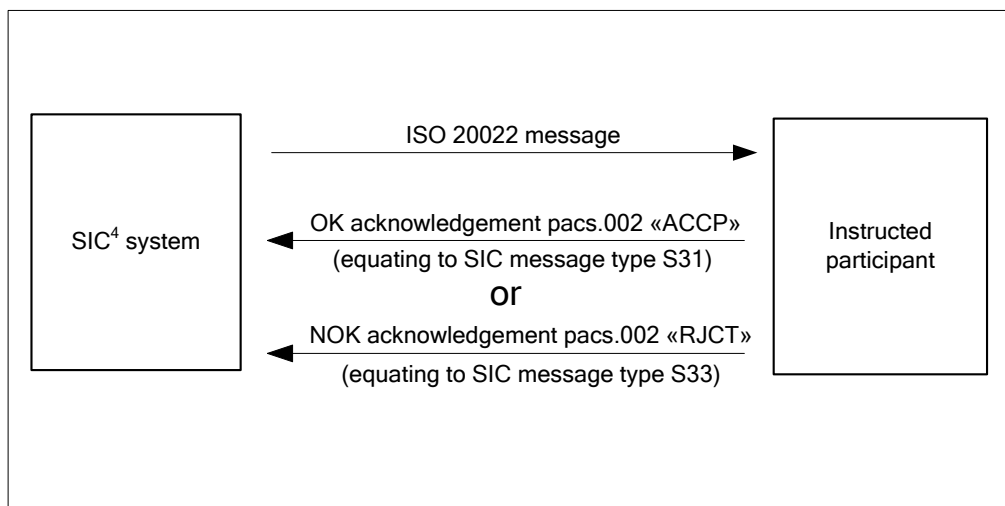 ISO 20022 message
SIC⁴ system
OK acknowledgement pacs.002 «ACCP»
(equating to SIC message type S31)
or
NOK acknowledgement pacs.002 «RJCT»
(equating to SIC message type S33)
Instructed
participant